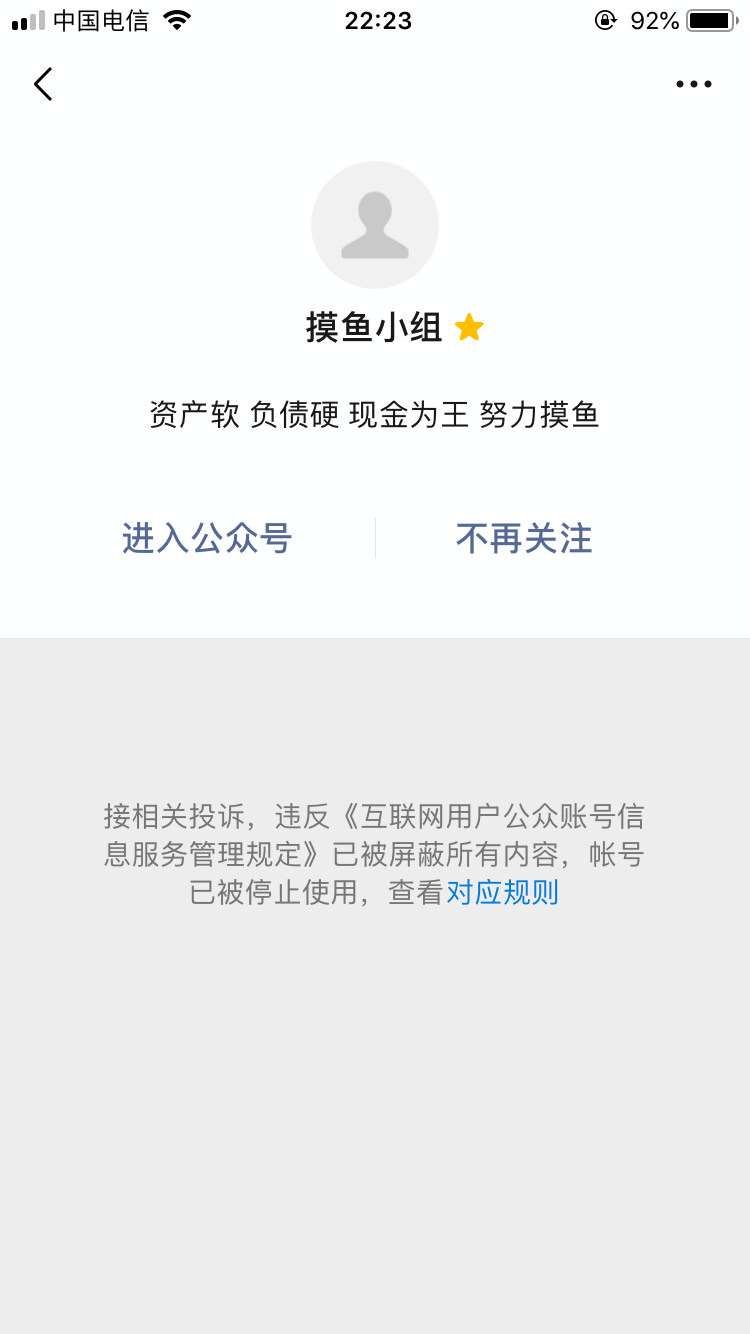 中国电信 22:23 92%
摸鱼小组
资产软 负债硬 现金为王 努力摸鱼
进入公众号 不再关注
接相关投诉，违反《互联网用户公众账号信
息服务管理规定》已被屏蔽所有内容，帐号
已被停止使用，查看对应规则